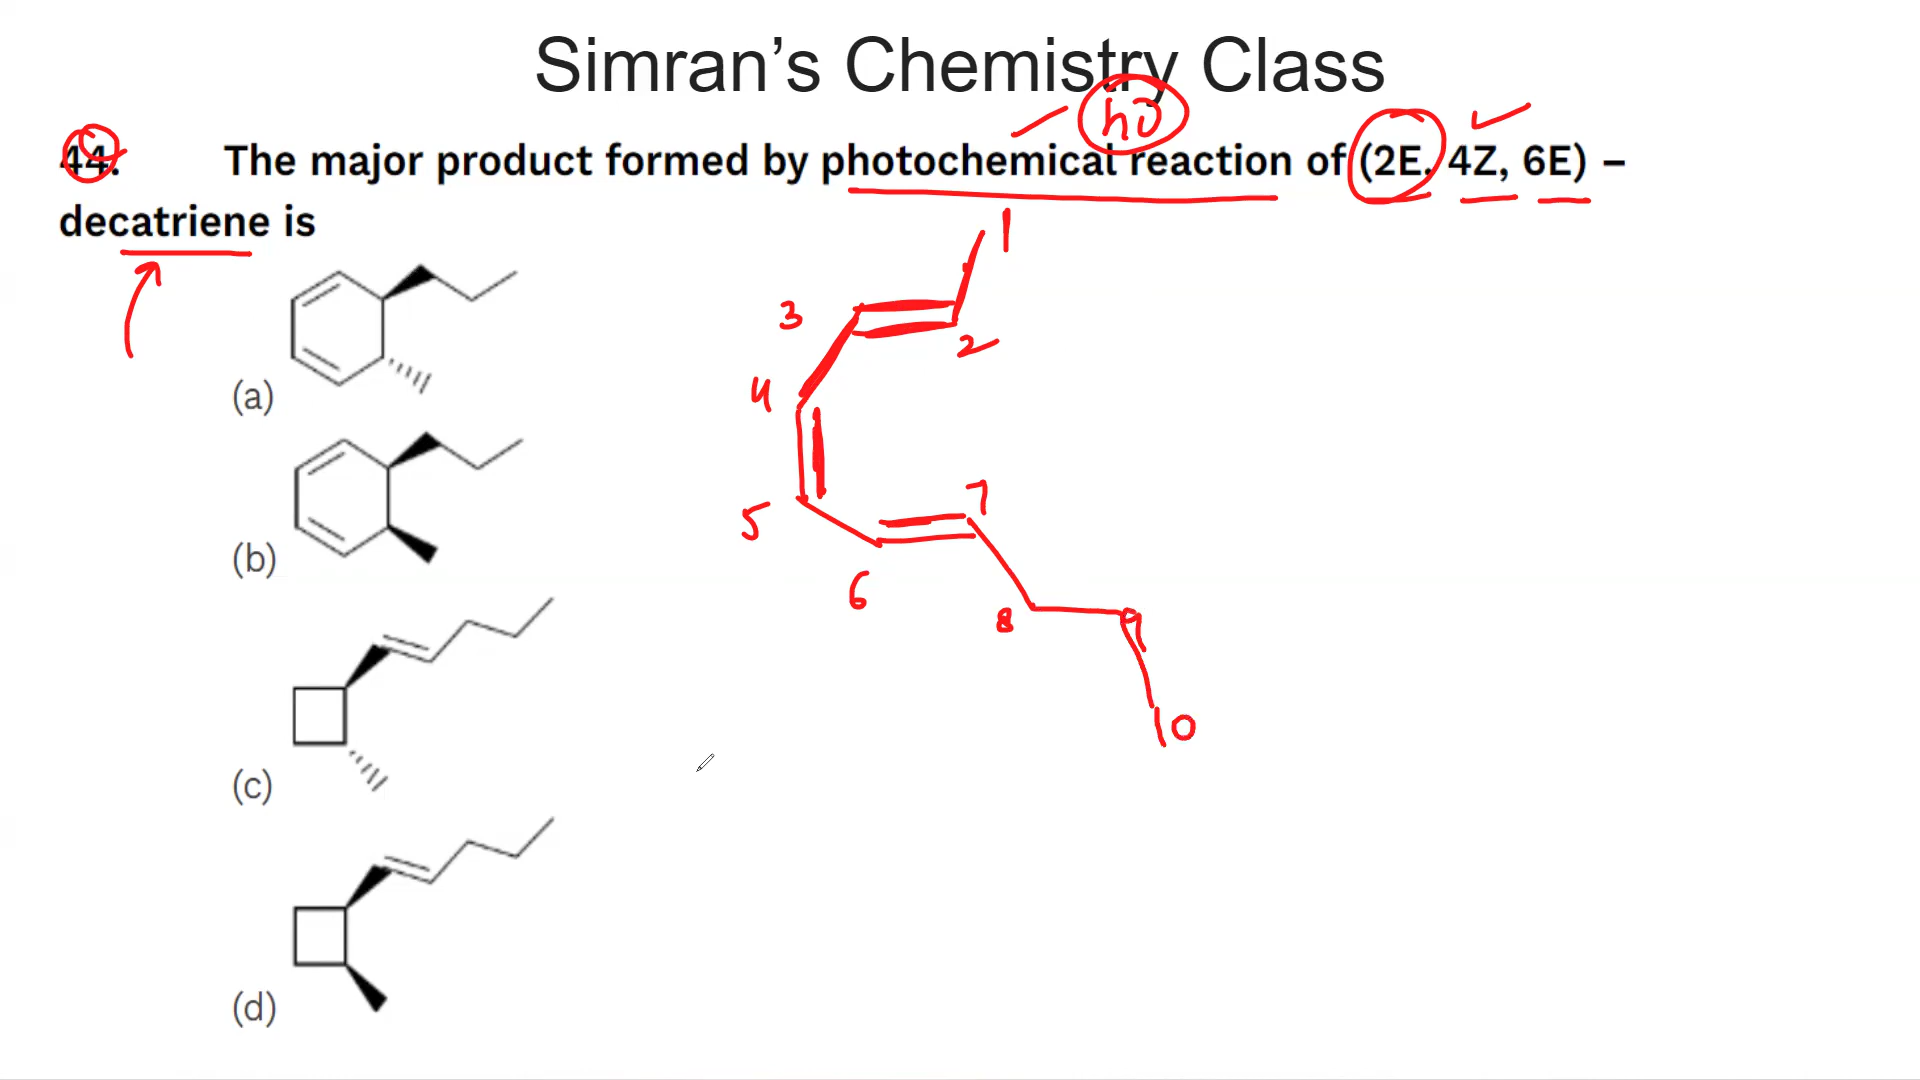 Simran’s Chemistry Class
hν
44. The major product formed by photochemical reaction of (2E. 4Z, 6E) –
decatriene is
1
3
2
4
(a)
7
5
(b)
6
8
9
10
(c)
(d)